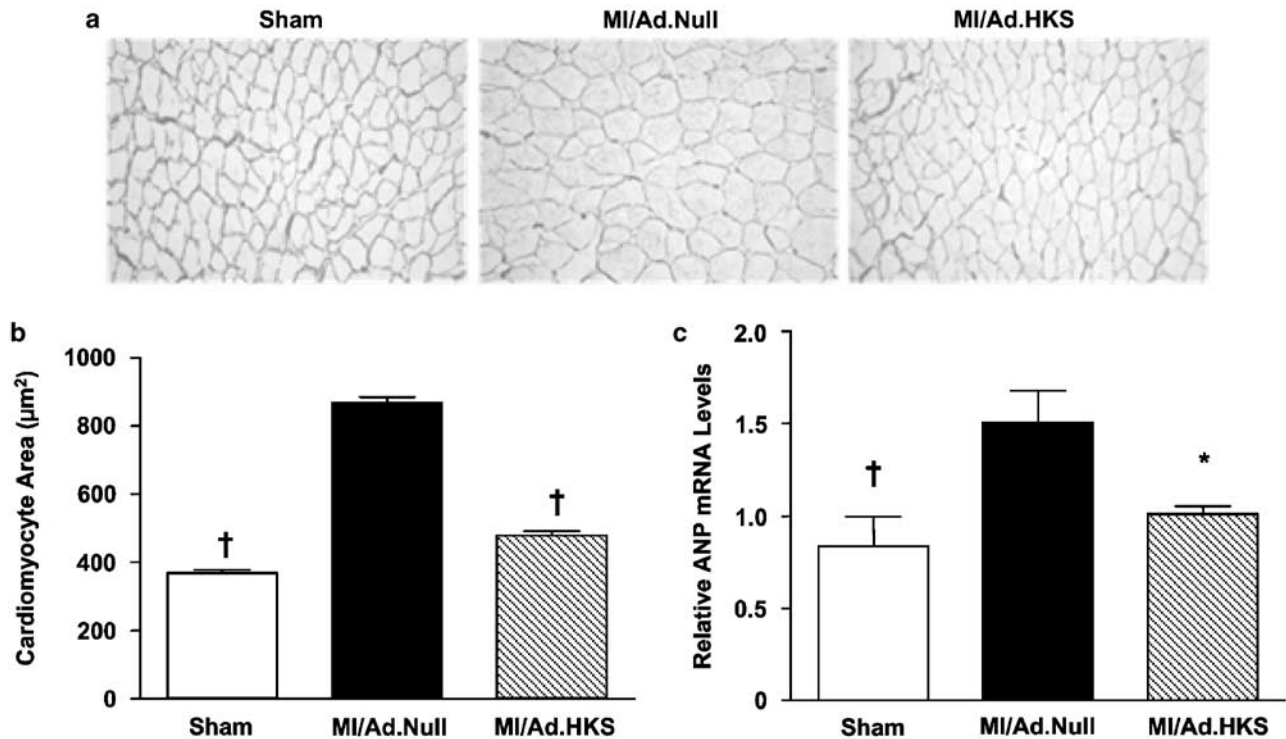 a
Sham
MI/Ad.Null
MI/Ad.HKS
b
Cardiomyocyte Area (µm²)
1000
800
600
400
200
0
†
†
Sham
MI/Ad.Null
MI/Ad.HKS
c
Relative ANP mRNA Levels
2.0
1.5
1.0
0.5
0
†
*
Sham
MI/Ad.Null
MI/Ad.HKS